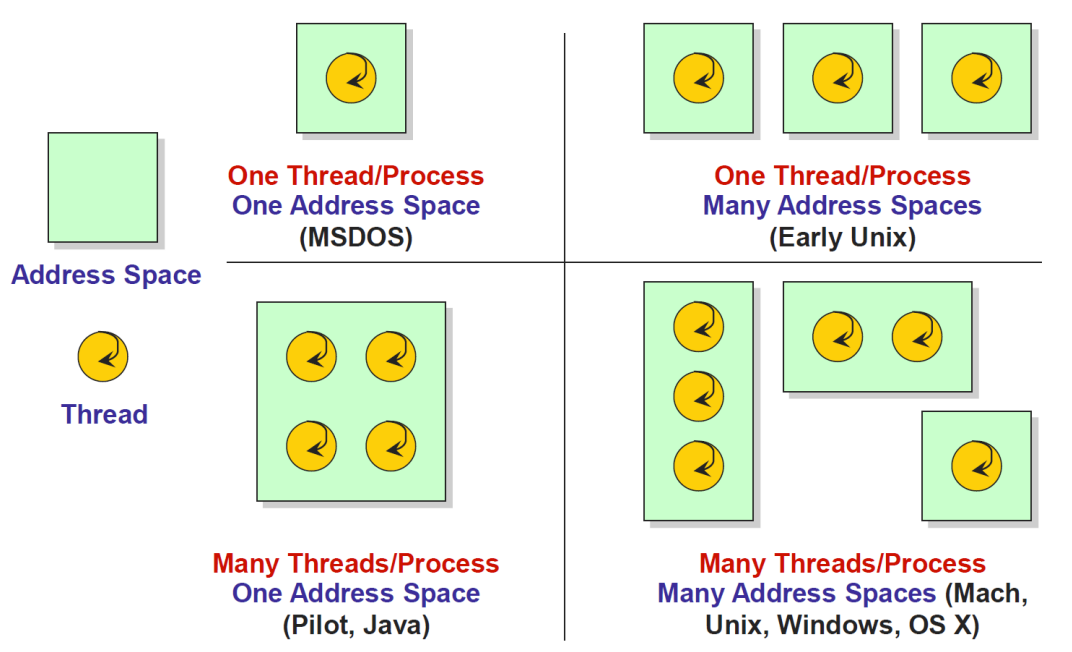 One Thread/Process
One Address Space
(MSDOS)
One Thread/Process
Many Address Spaces
(Early Unix)
Address Space
Thread
Many Threads/Process
One Address Space
(Pilot, Java)
Many Threads/Process
Many Address Spaces (Mach,
Unix, Windows, OS X)